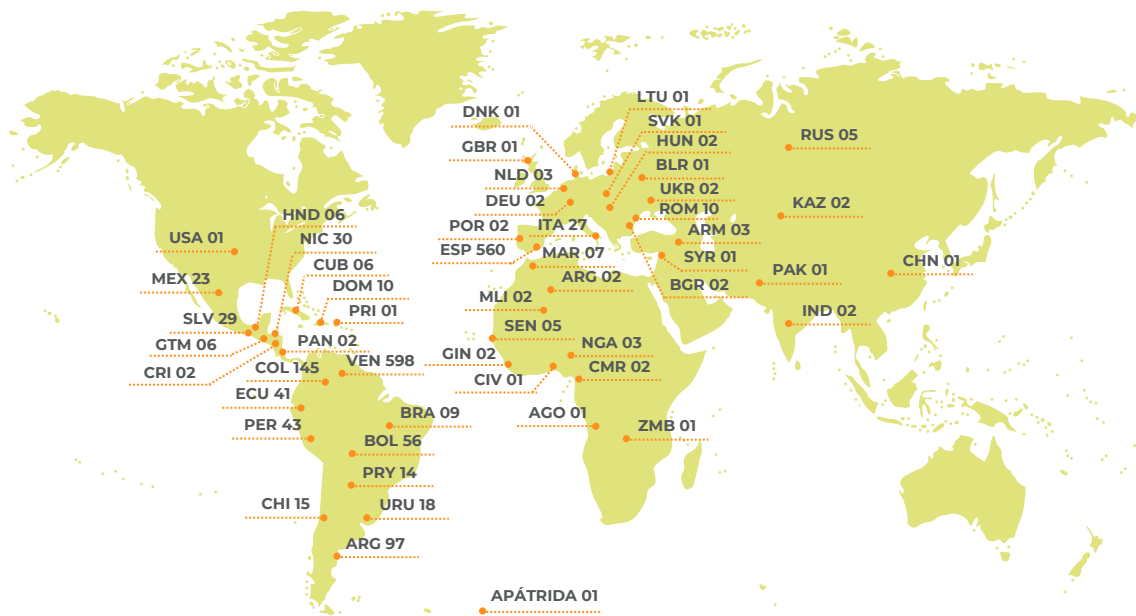 LTU 01
DNK 01
SVK 01
RUS 05
HUN 02
GBR 01
BLR 01
NLD 03
UKR 02
DEU 02
KAZ 02
HND 06
ROM 10
POR 02
ITA 27
ARM 03
USA 01
NIC 30
ESP 560
MAR 07
SYR 01
CHN 01
CUB 06
PAK 01
MEX 23
ARG 02
BGR 02
DOM 10
MLI 02
PRI 01
IND 02
SLV 29
SEN 05
GTM 06
PAN 02
NGA 03
VEN 598
GIN 02
CRI 02
COL 145
CMR 02
CIV 01
ECU 41
BRA 09
AGO 01
PER 43
ZMB 01
BOL 56
PRY 14
CHI 15
URU 18
ARG 97
APÁTRIDA 01